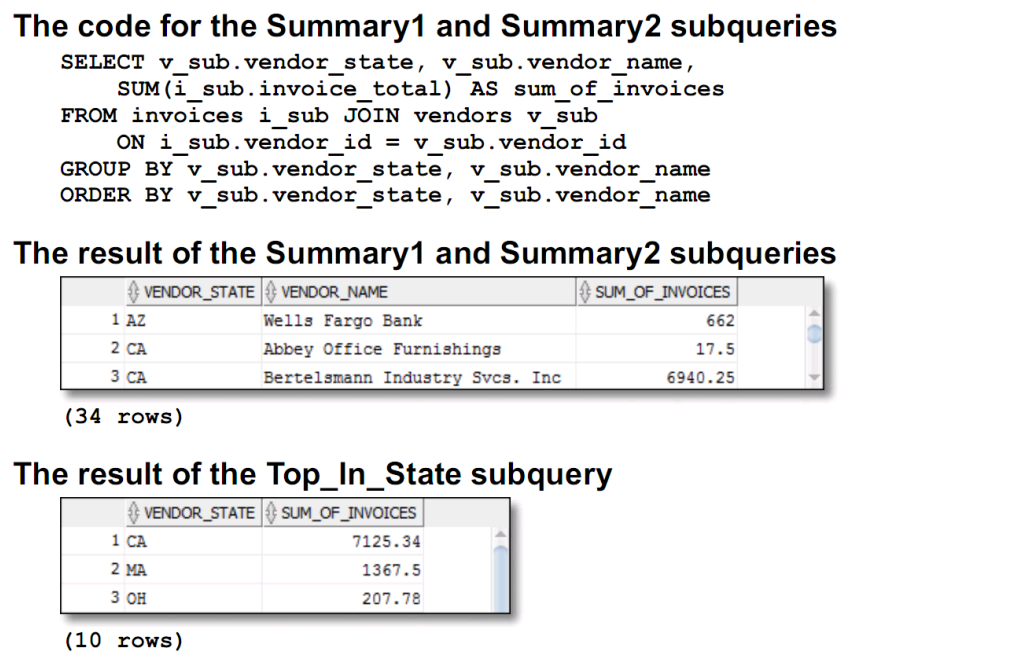 The code for the Summary1 and Summary2 subqueries
SELECT v_sub.vendor_state, v_sub.vendor_name,
SUM(i_sub.invoice_total) AS sum_of_invoices
FROM invoices i_sub JOIN vendors v_sub
ON i_sub.vendor_id = v_sub.vendor_id
GROUP BY v_sub.vendor_state, v_sub.vendor_name
ORDER BY v_sub.vendor_state, v_sub.vendor_name
The result of the Summary1 and Summary2 subqueries
VENDOR_STATE VENDOR_NAME SUM_OF_INVOICES
1 AZ Wells Fargo Bank 662
2 CA Abbey Office Furnishings 17.5
3 CA Bertelsmann Industry Svcs. Inc 6940.25
(34 rows)
The result of the Top_In_State subquery
VENDOR_STATE SUM_OF_INVOICES
1 CA 7125.34
2 MA 1367.5
3 OH 207.78
(10 rows)